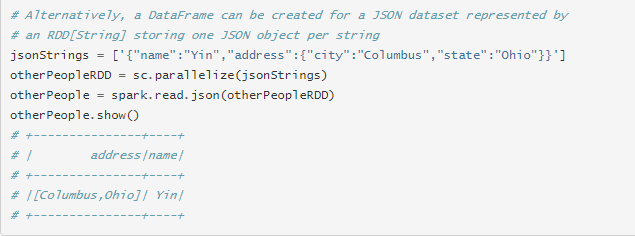 # Alternatively, a DataFrame can be created for a JSON dataset represented by
# an RDD[String] storing one JSON object per string
jsonStrings = ['{"name":"Yin","address":{"city":"Columbus","state":"Ohio"}}']
otherPeopleRDD = sc.parallelize(jsonStrings)
otherPeople = spark.read.json(otherPeopleRDD)
otherPeople.show()
# +---------------+----+
# |        address|name|
# +---------------+----+
# |[Columbus,Ohio]| Yin|
# +---------------+----+